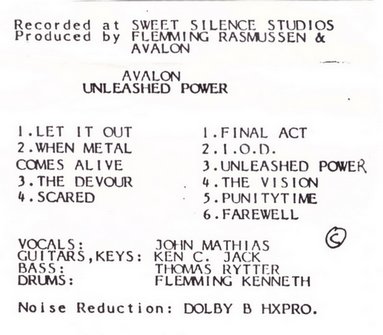 Recorded at SWEET SILENCE STUDIOS
Produced by FLEMMING RASMUSSEN &
AVALON
AVALON
UNLEASHED POWER
1.LET IT OUT
2.WHEN METAL
COMES ALIVE
3.THE DEVOUR
4.SCARED
1.FINAL ACT
2.I.O.D.
3.UNLEASHED POWER
4.THE VISION
5.PUNITYTIME
6.FAREWELL
VOCALS: JOHN MATHIAS
GUITARS,KEYS: KEN C. JACK
BASS: THOMAS RYTTER
DRUMS: FLEMMING KENNETH
©
Noise Reduction: DOLBY B HXPRO.